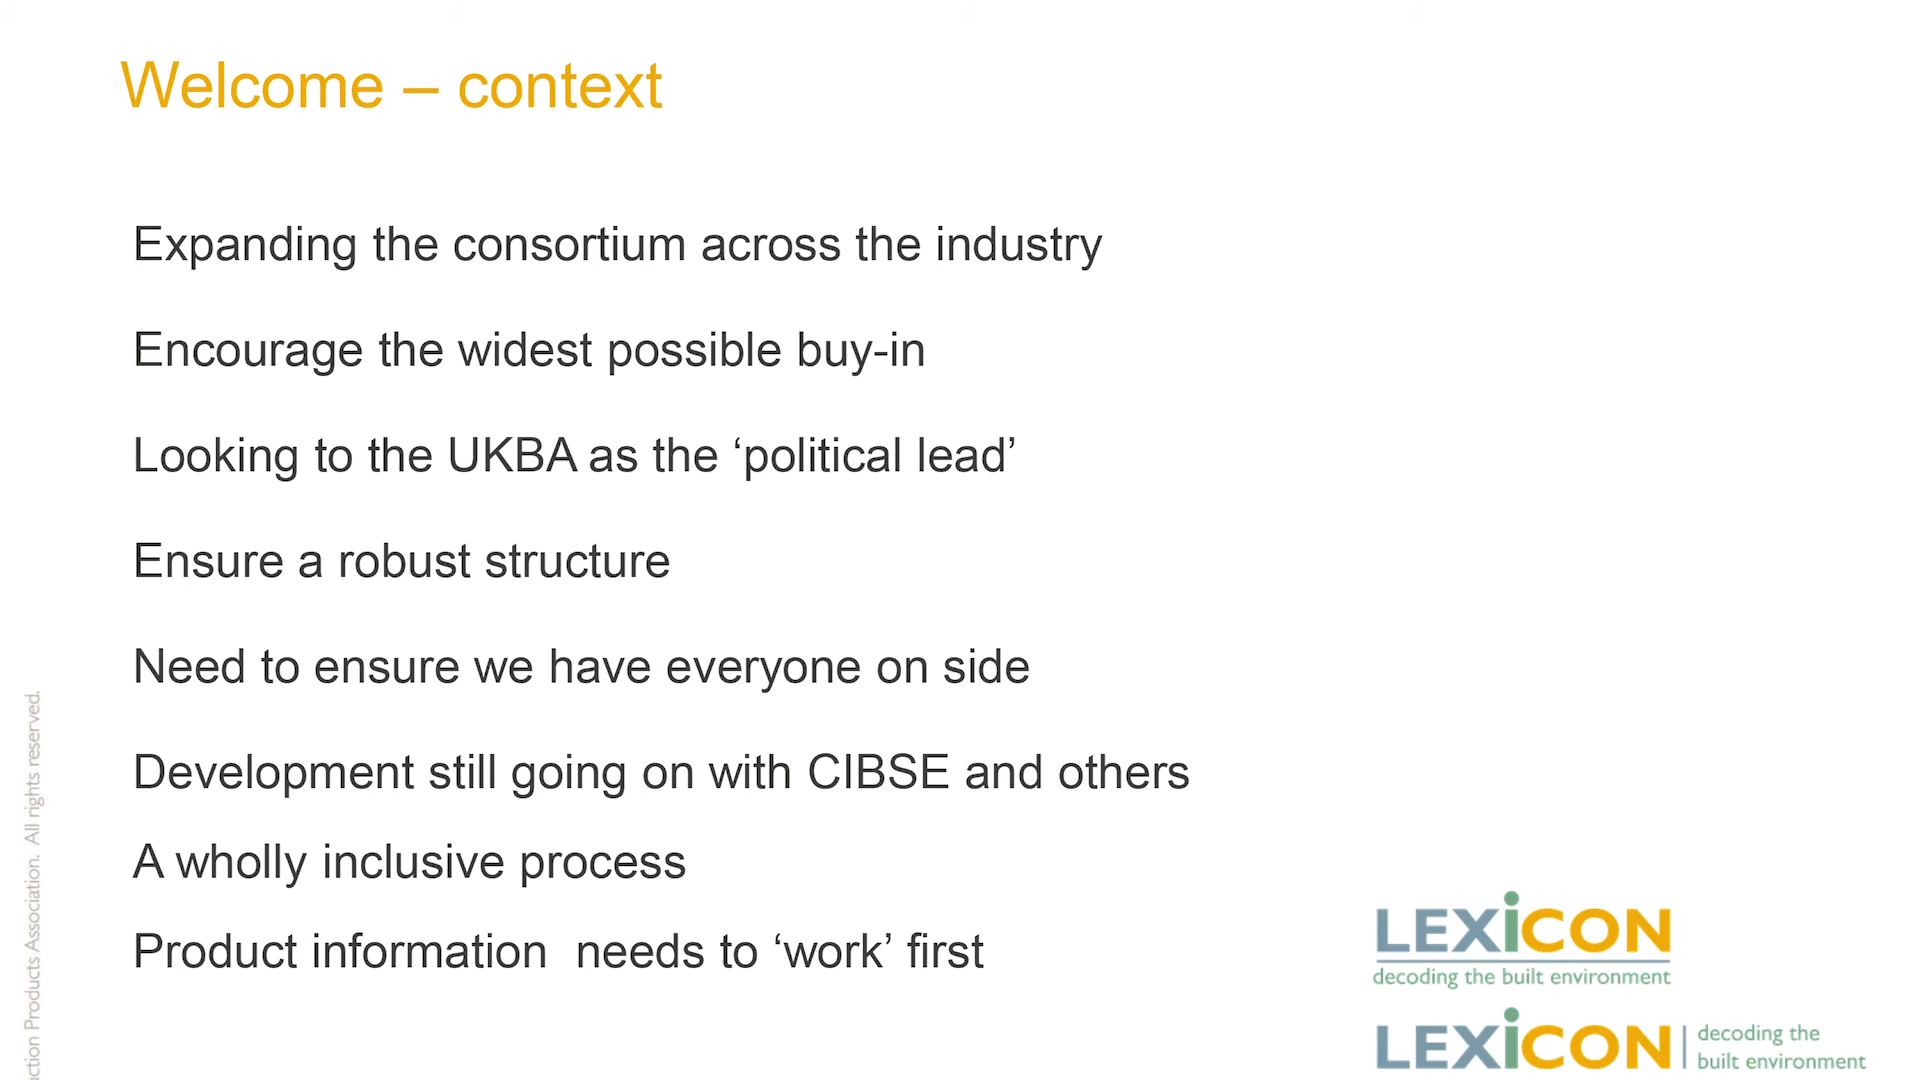 Welcome – context
Expanding the consortium across the industry
Encourage the widest possible buy-in
Looking to the UKBA as the ‘political lead’
Ensure a robust structure
Need to ensure we have everyone on side
Development still going on with CIBSE and others
A wholly inclusive process
Product information  needs to ‘work’ first
Products Association. All rights reserved.
LEXiCON
decoding the built environment
LEXiCON
decoding the
built environment